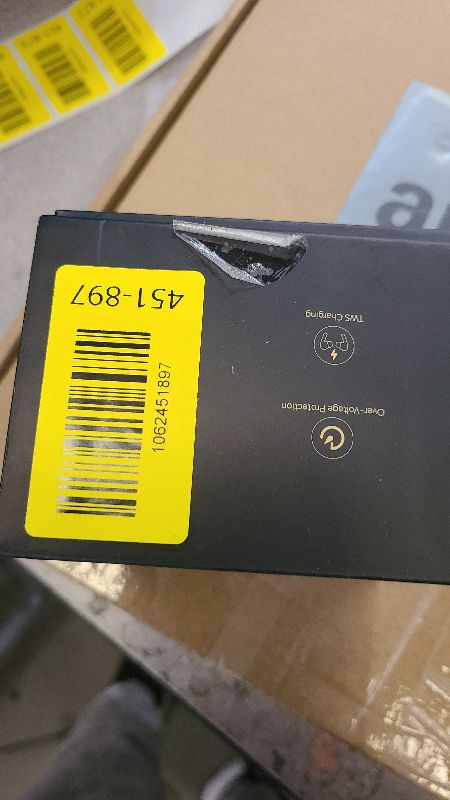 451-897
1062451897
TWS Charging
Over-Voltage Protection